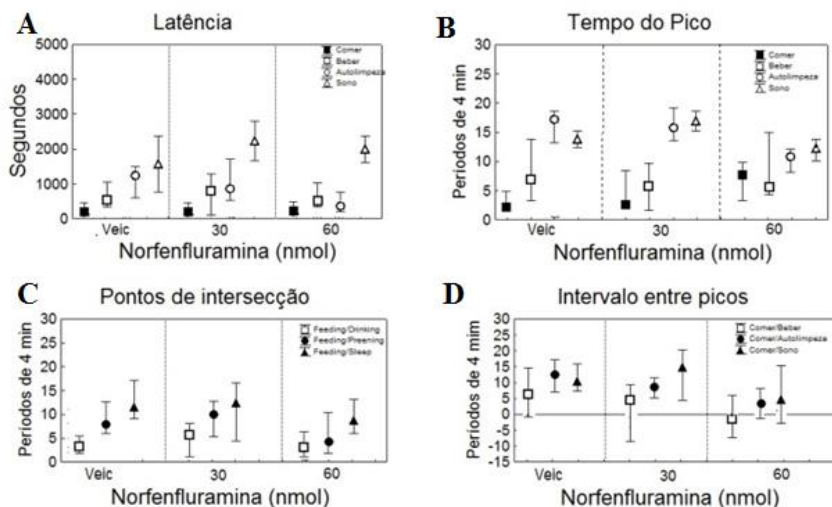 A
Latência
5000
4000
3000
2000
1000
0
Segundos
Comer
Beber
Autolimpeza
Sono
Veic
30
60
Norfenfluramina (nmol)
B
Tempo do Pico
30
25
20
15
10
5
0
Períodos de 4 min
Comer
Bever
Autolimpeza
Sono
Veic
30
60
Norfenfluramina (nmol)
C
Pontos de intersecção
30
25
20
15
10
5
0
Períodos de 4 min
Feeding/Drinking
Feeding/Preening
Feeding/Sleep
Veic
30
60
Norfenfluramina (nmol)
D
Intervalo entre picos
30
25
20
15
10
5
0
-5
-10
-15
Períodos de 4 mim
Comer/Beber
Comer/Autolimpeza
Comer/Sono
Veic
30
60
Norfenfluramina (nmol)